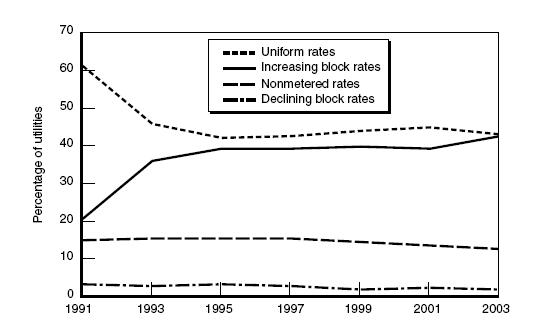 70
60
50
40
30
20
10
0
Percentage of utilities
Uniform rates
Increasing block rates
Nonmetered rates
Declining block rates
1991 1993 1995 1997 1999 2001 2003